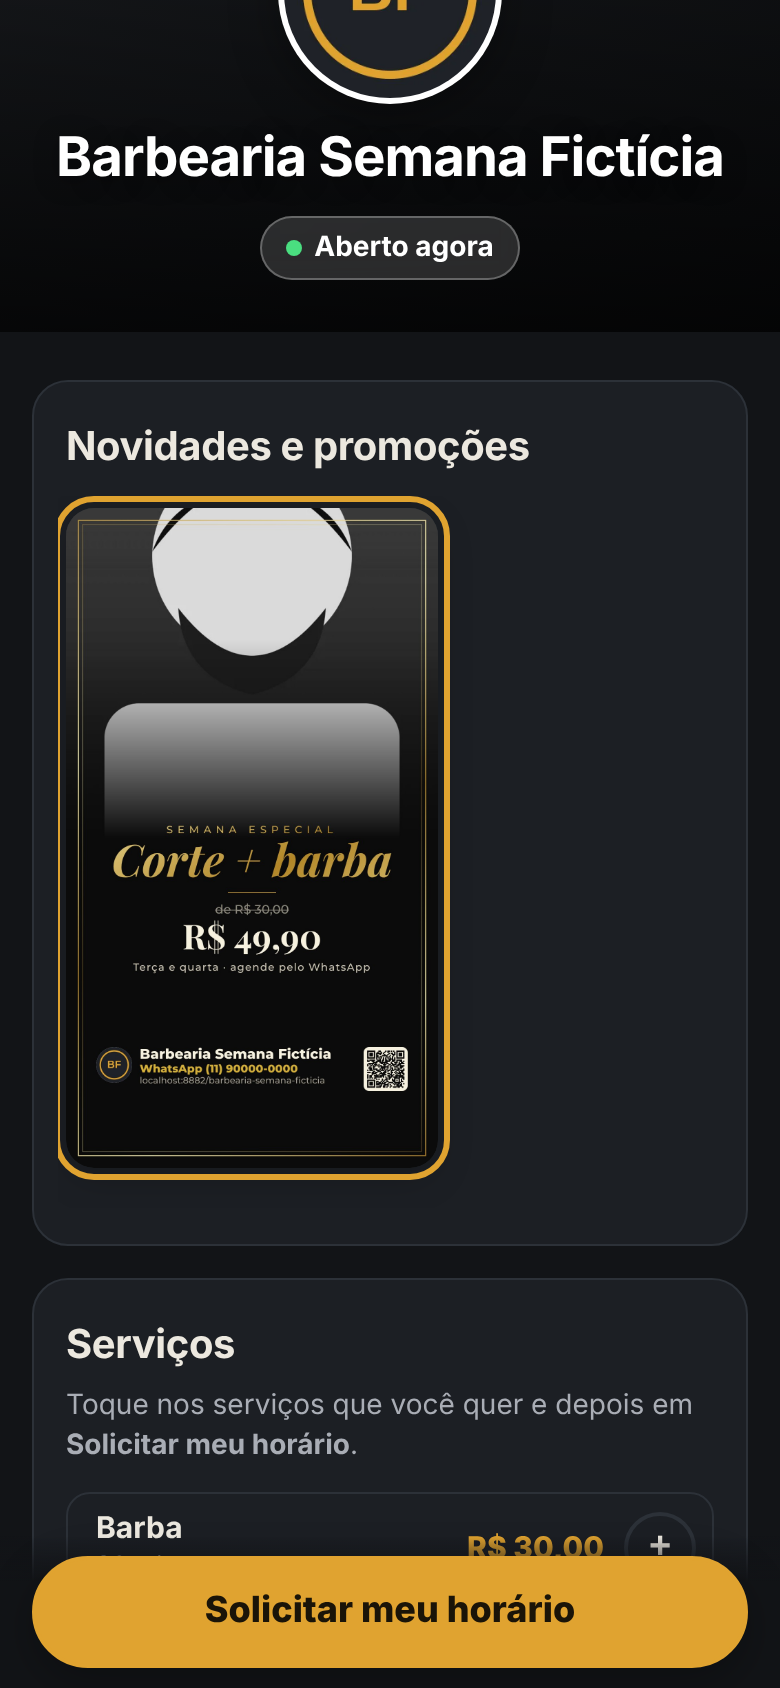 BF
Barbearia Semana Fictícia
Aberto agora
Novidades e promoções
SEMANA ESPECIAL
Corte + barba
de R$ 30,00
R$ 49,90
Terça e quarta · agende pelo WhatsApp
BF
Barbearia Semana Fictícia
WhatsApp (11) 90000-0000
localhost:8882/barbearia-semana-ficticia
Serviços
Toque nos serviços que você quer e depois em
Solicitar meu horário.
Barba
R$ 30,00
+
Solicitar meu horário